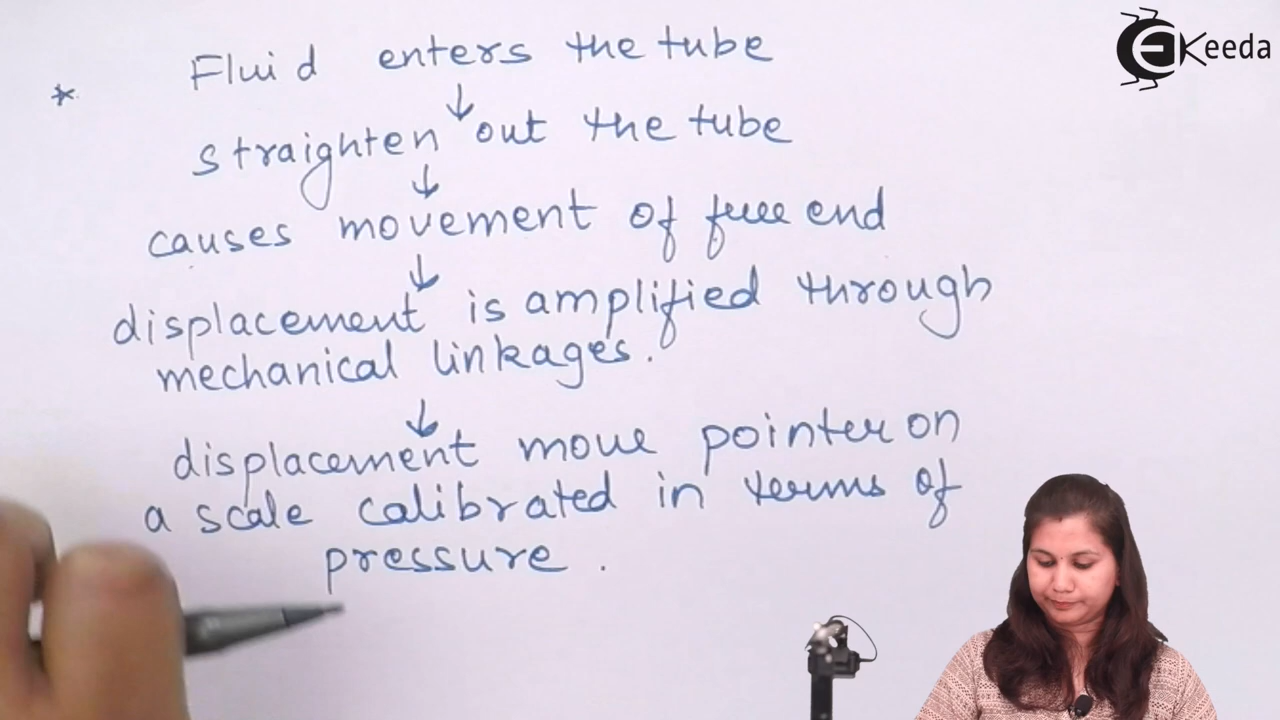 Keeda
* Fluid enters the tube
↓
straighten out the tube
↓
causes movement of free end
↓
displacement is amplified through
mechanical linkages.
↓
displacement move pointer on
a scale calibrated in terms of
pressure.